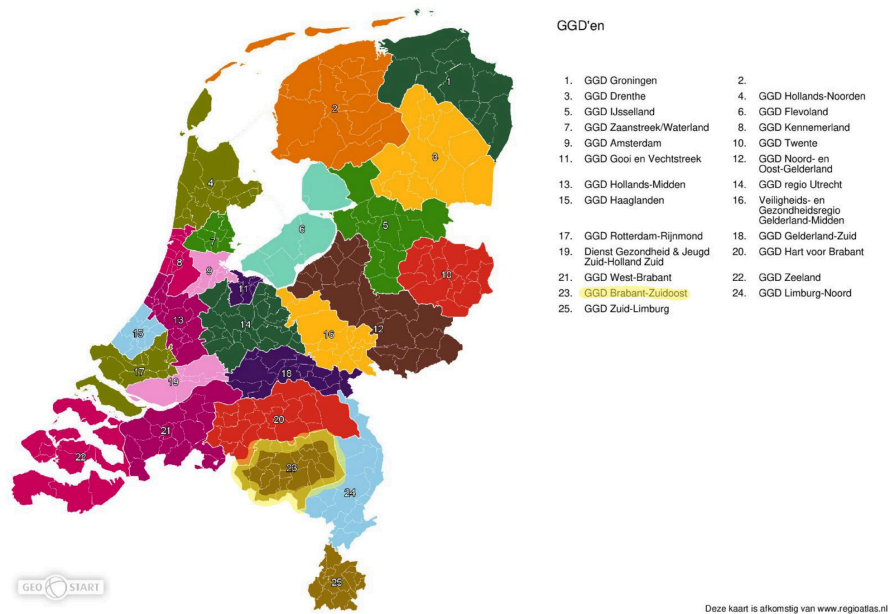 GGD'en
1. GGD Groningen 2.
3. GGD Drenthe 4. GGD Hollands-Noorden
5. GGD IJsselland 6. GGD Flevoland
7. GGD Zaanstreek/Waterland 8. GGD Kennemerland
9. GGD Amsterdam 10. GGD Twente
11. GGD Gooi en Vechtstreek 12. GGD Noord- en
Oost-Gelderland
13. GGD Hollands-Midden 14. GGD regio Utrecht
15. GGD Haaglanden 16. Veiligheids- en
Gezondheidsregio
Gelderland-Midden
17. GGD Rotterdam-Rijnmond 18. GGD Gelderland-Zuid
19. Dienst Gezondheid & Jeugd 20. GGD Hart voor Brabant
Zuid-Holland Zuid
21. GGD West-Brabant 22. GGD Zeeland
23. GGD Brabant-Zuidoost 24. GGD Limburg-Noord
25. GGD Zuid-Limburg
1
2
3
4
5
6
7
8
9
10
11
12
13
14
15
16
17
18
19
20
21
22
23
24
25
GEO START
Deze kaart is afkomstig van www.regioatlas.nl